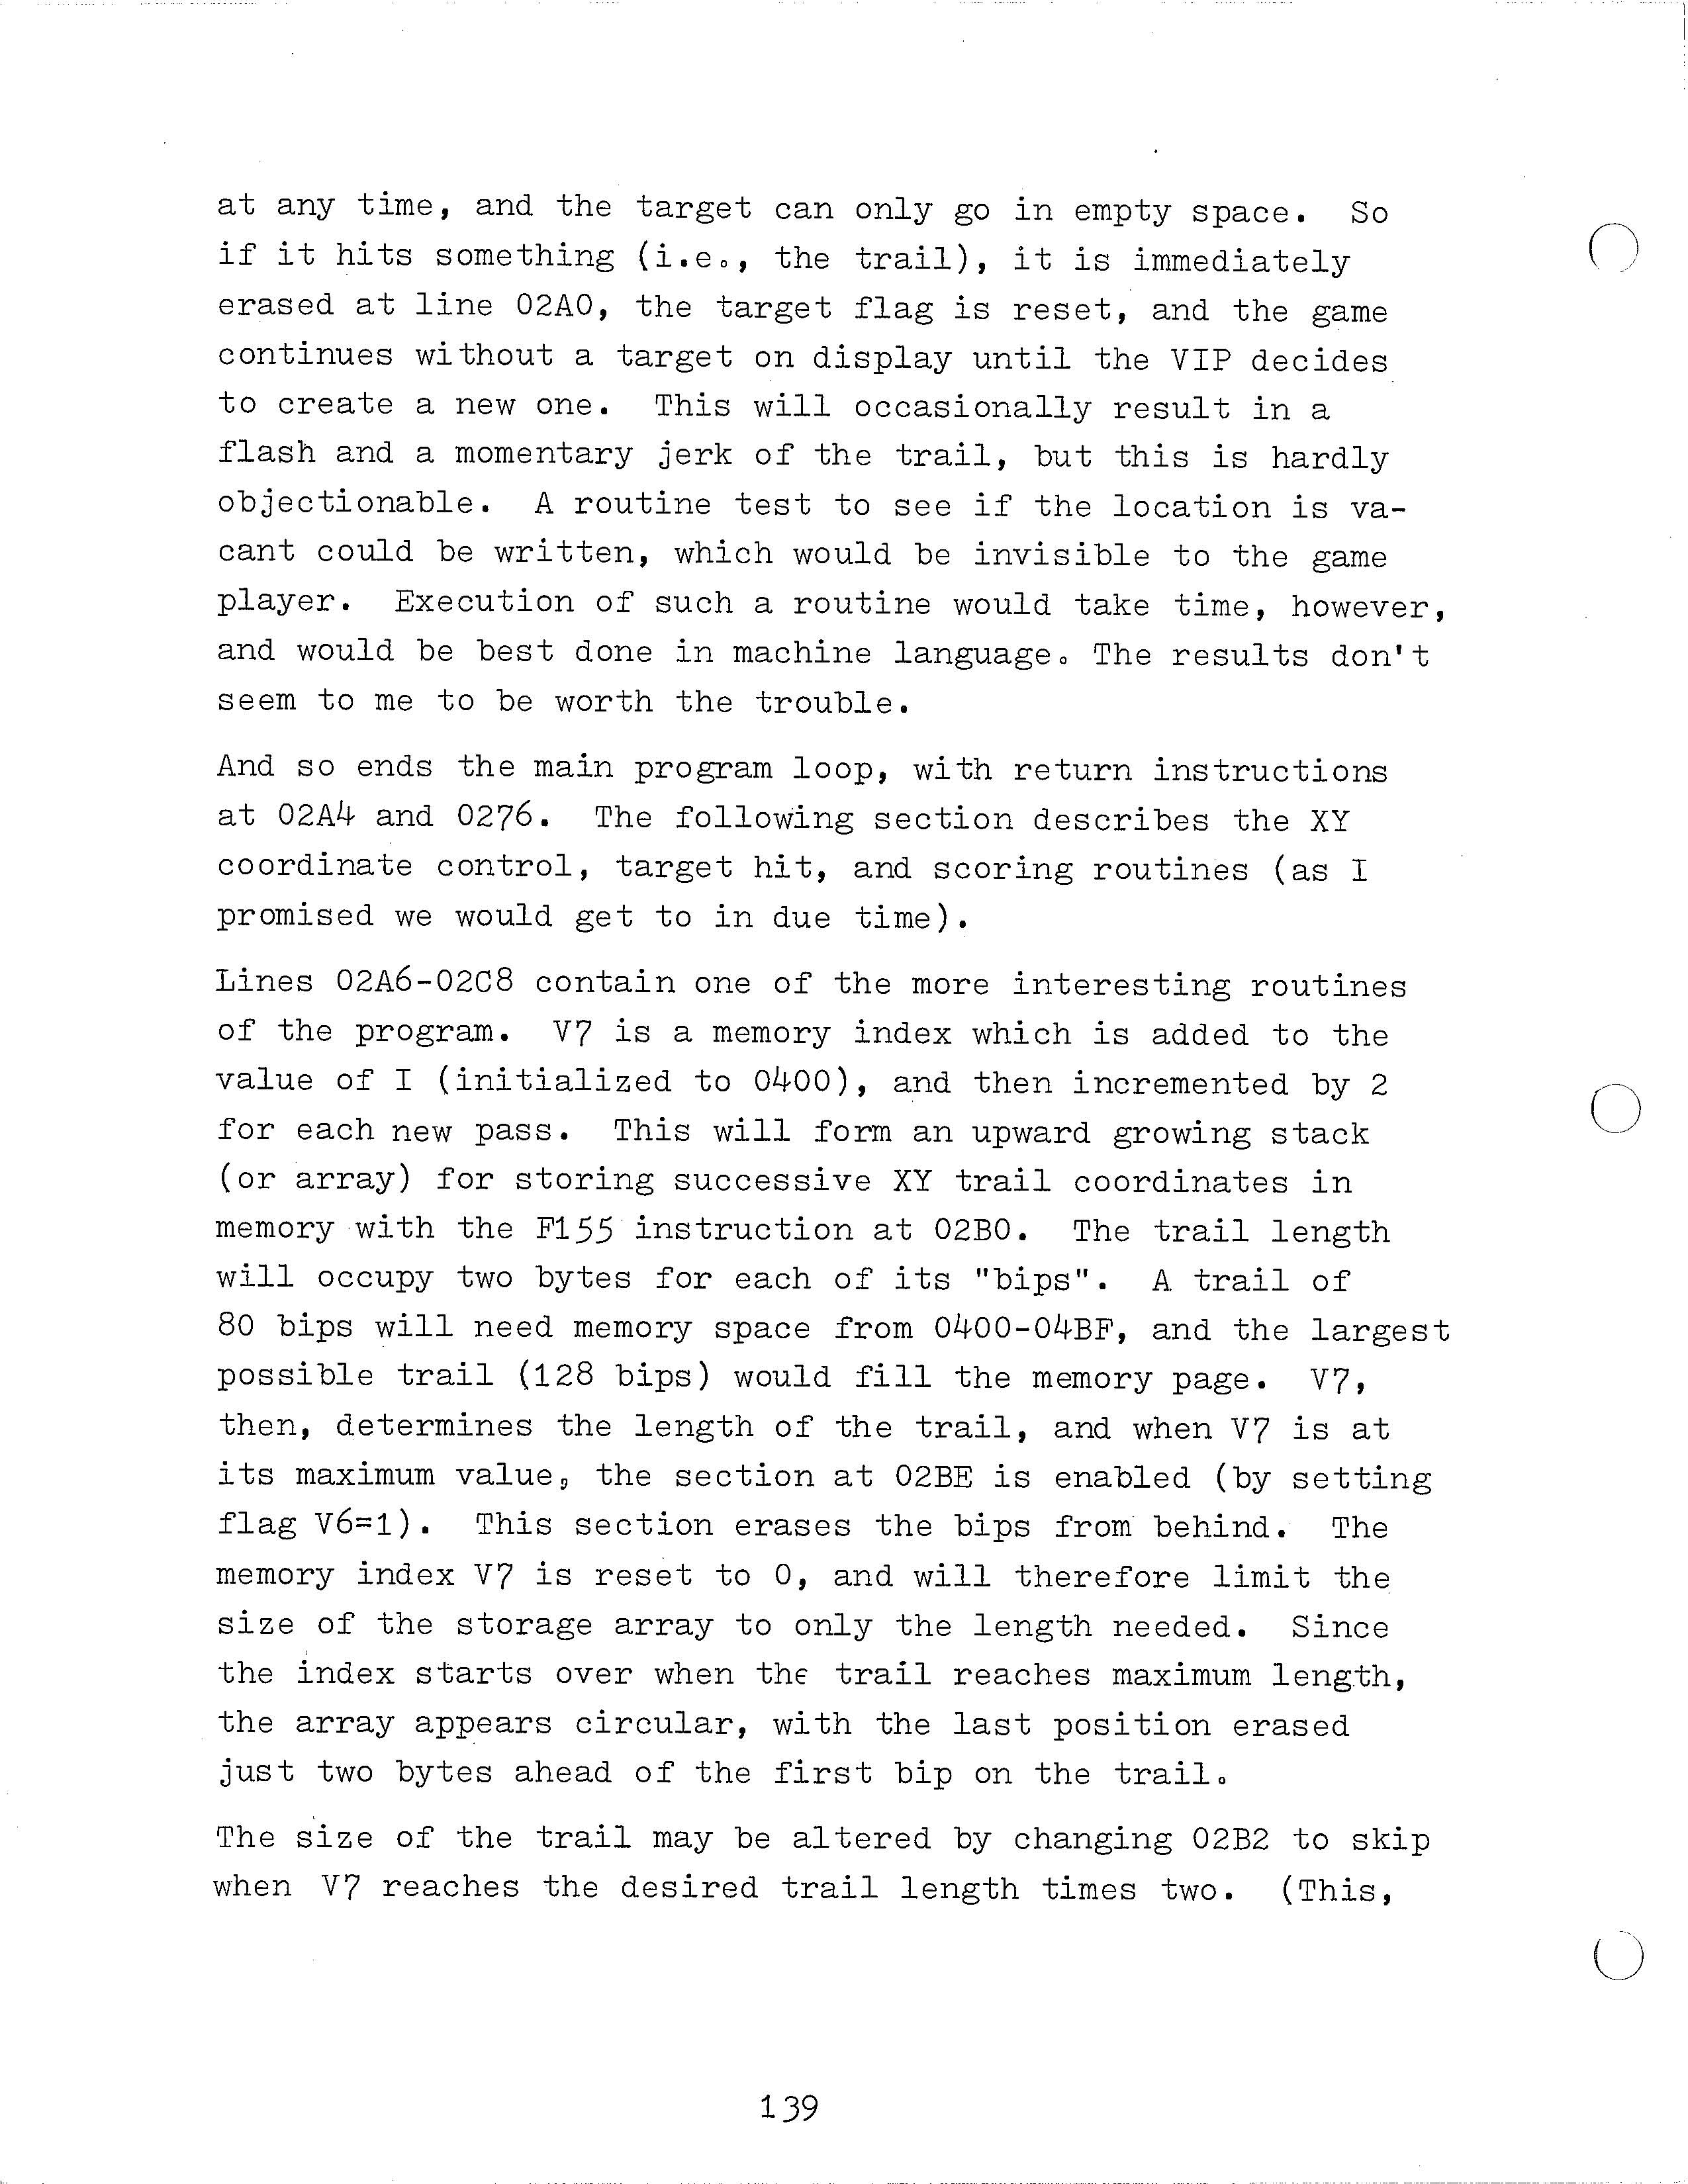 at any time, and the target can only go in empty space.  So
if it hits something (i.e., the trail), it is immediately
erased at line 02A0, the target flag is reset, and the game
continues without a target on display until the VIP decides
to create a new one.  This will occasionally result in a
flash and a momentary jerk of the trail, but this is hardly
objectionable.  A routine test to see if the location is va-
cant could be written, which would be invisible to the game
player.  Execution of such a routine would take time, however,
and would be best done in machine language. The results don't
seem to me to be worth the trouble.
And so ends the main program loop, with return instructions
at 02A4 and 0276.  The following section describes the XY
coordinate control, target hit, and scoring routines (as I
promised we would get to in due time).
Lines 02A6-02C8 contain one of the more interesting routines
of the program.  V7 is a memory index which is added to the
value of I (initialized to 0400), and then incremented by 2
for each new pass.  This will form an upward growing stack
(or array) for storing successive XY trail coordinates in
memory with the F155 instruction at 02B0.  The trail length
will occupy two bytes for each of its "bips".  A trail of
80 bips will need memory space from 0400-04BF, and the largest
possible trail (128 bips) would fill the memory page.  V7,
then, determines the length of the trail, and when V7 is at
its maximum value, the section at 02BE is enabled (by setting
flag V6=1).  This section erases the bips from behind.  The
memory index V7 is reset to 0, and will therefore limit the
size of the storage array to only the length needed.  Since
the index starts over when the trail reaches maximum length,
the array appears circular, with the last position erased
just two bytes ahead of the first bip on the trail.
The size of the trail may be altered by changing 02B2 to skip
when V7 reaches the desired trail length times two.  (This,
139